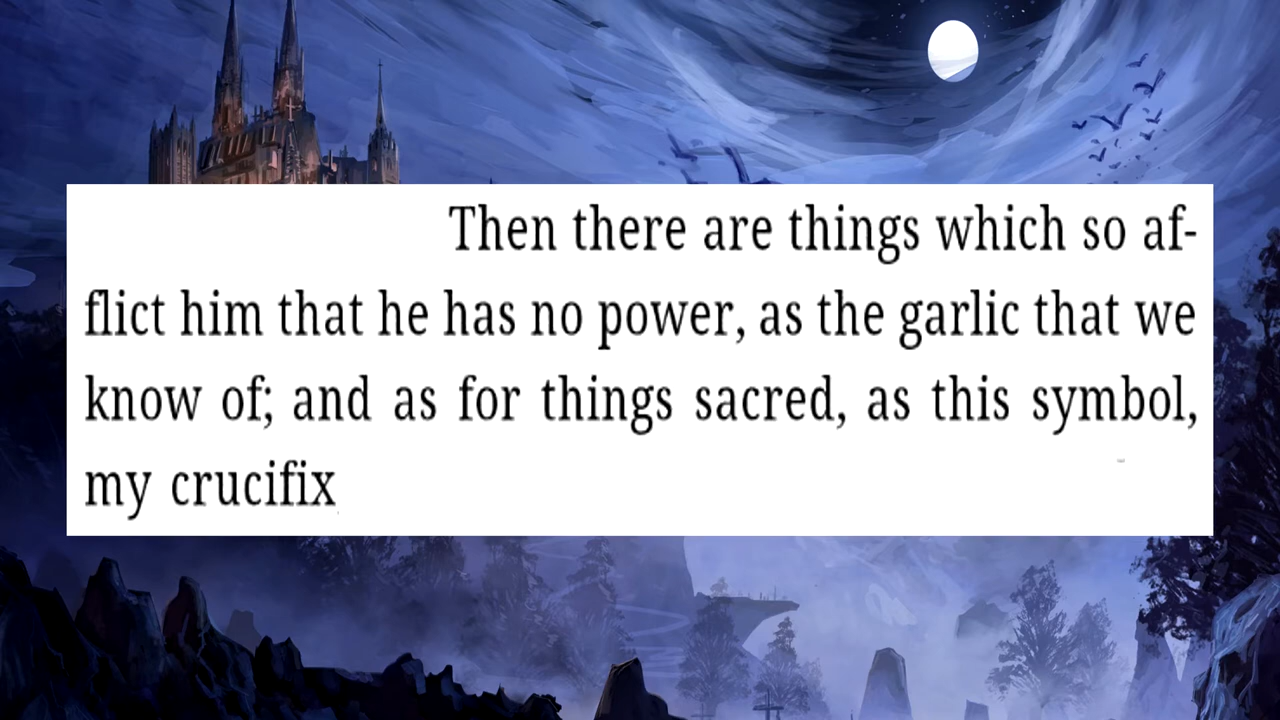 Then there are things which so af-
flict him that he has no power, as the garlic that we
know of; and as for things sacred, as this symbol,
my crucifix